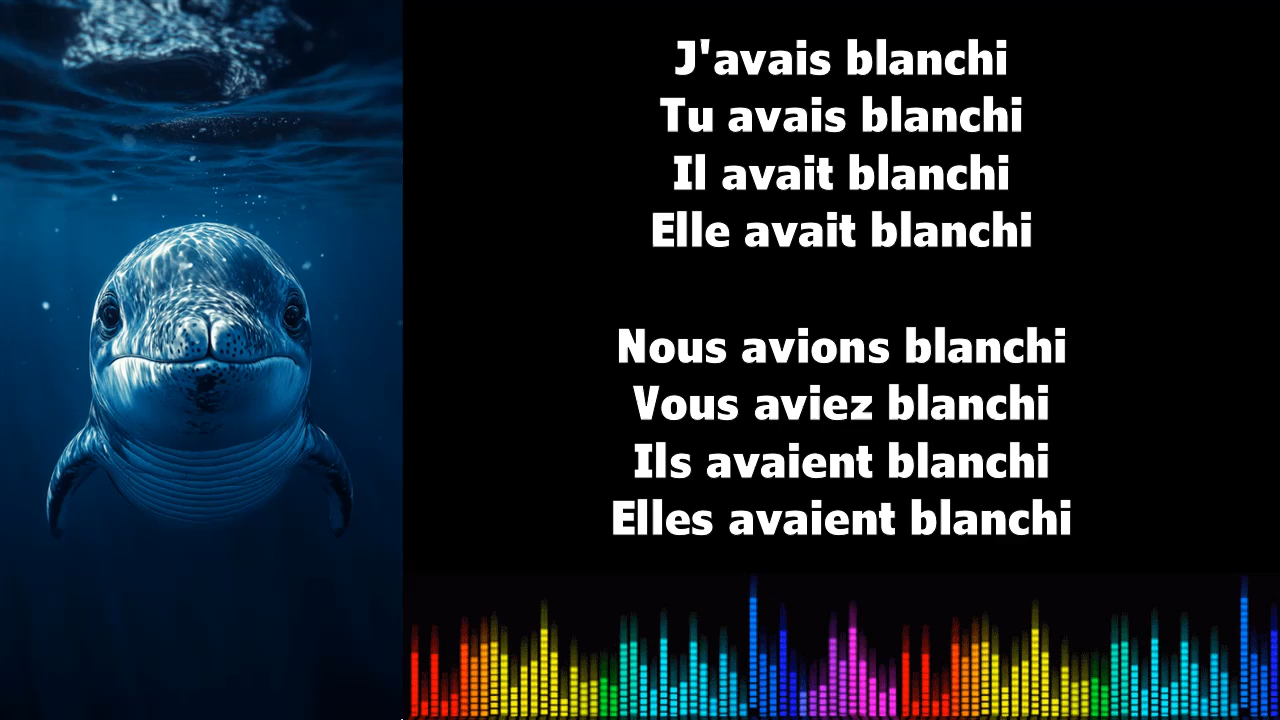 J'avais blanchi
Tu avais blanchi
Il avait blanchi
Elle avait blanchi
Nous avions blanchi
Vous aviez blanchi
Ils avaient blanchi
Elles avaient blanchi